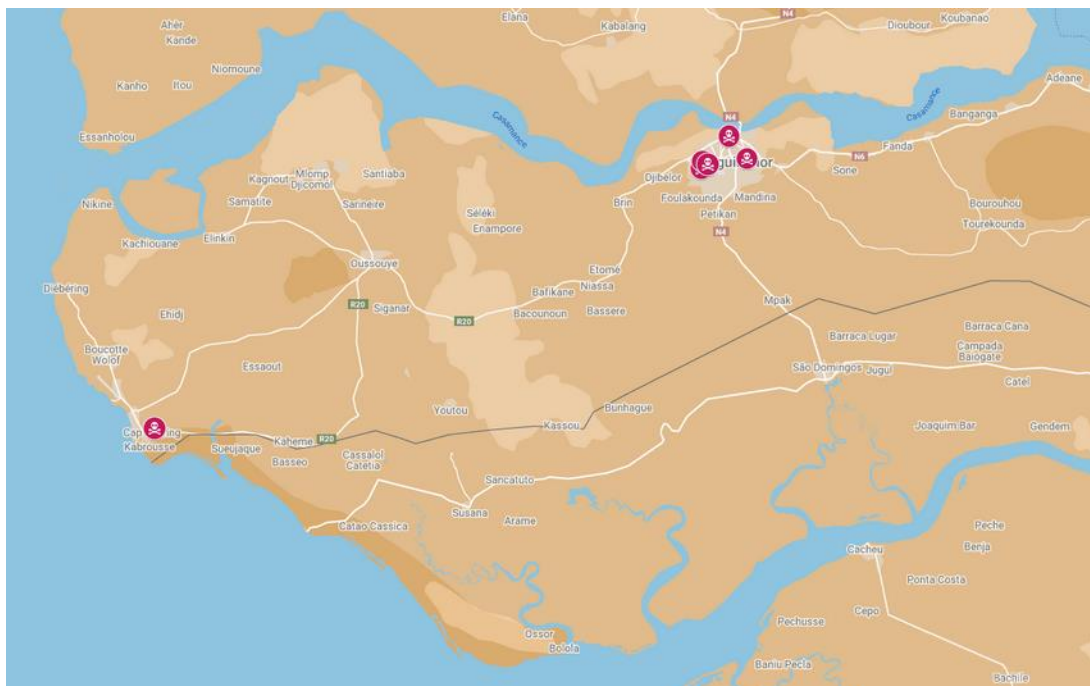 Elana
N4
Koubanao
Ahèr
Kabalang
Dioubour
Kande
Niomoune
Kanho
Itou
Adeane
Casamance
N4
Casamance
Banganga
Essanholou
Fanda
N6
Mlomp
Djicomol
Santiaba
Kagnout
Djibélor
Sone
Nikine
Samatite
Sarineire
Brin
Foulakounda
Mandina
Bourouhou
Séléki
Petikan
Enampore
Tourekounda
N4
Kachiouane
Elinkin
Oussouye
Etomé
Diébéring
Bafikane
Niassa
Mpak
R20
Siganar
Ehidj
R20
Bacounoun
Bassere
Barraca Lugar
Barraca Cana
Boucotte
Wolof
Campada
Baiogate
Essaout
São Domingos
Jugul
Catel
Youtou
Bunhague
Kassou
Joaquim Bar
Gendem
Kabrousse
Sueujaque
Kaheme
R20
Basseo
Cassalol
Catétia
Sancatuto
Susana
Arame
Catao Cassica
Peche
Cacheu
Benja
Ponta Costa
Cepo
Pechusse
Ossor
Bolola
Baniu Pecla
Bachile